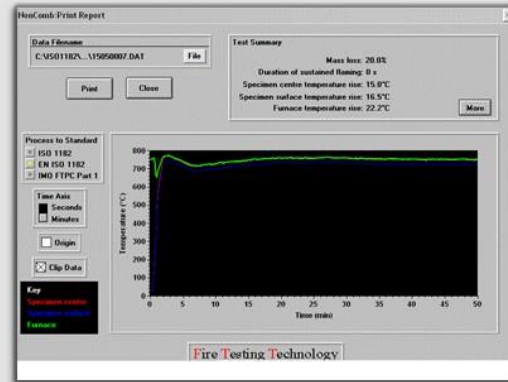 NonComb:Print Report
Data Filename
C:\ISO1182\...\15050007.DAT
File
Print
Close
Test Summary
Mass loss: 20.0%
Duration of sustained flaming: 0 s
Specimen centre temperature rise: 15.0°C
Specimen surface temperature rise: 16.5°C
Furnace temperature rise: 22.2°C
More
Process to Standard
ISO 1182
EN ISO 1182
IMO FTPC Part 1
Time Axis
Seconds
Minutes
Origin
Clip Data
Key
Specimen centre
Specimen surface
Furnace
Temperature (°C)
800
700
600
500
400
300
200
100
0
0 5 10 15 20 25 30 35 40 45 50
Time (min)
Fire Testing Technology